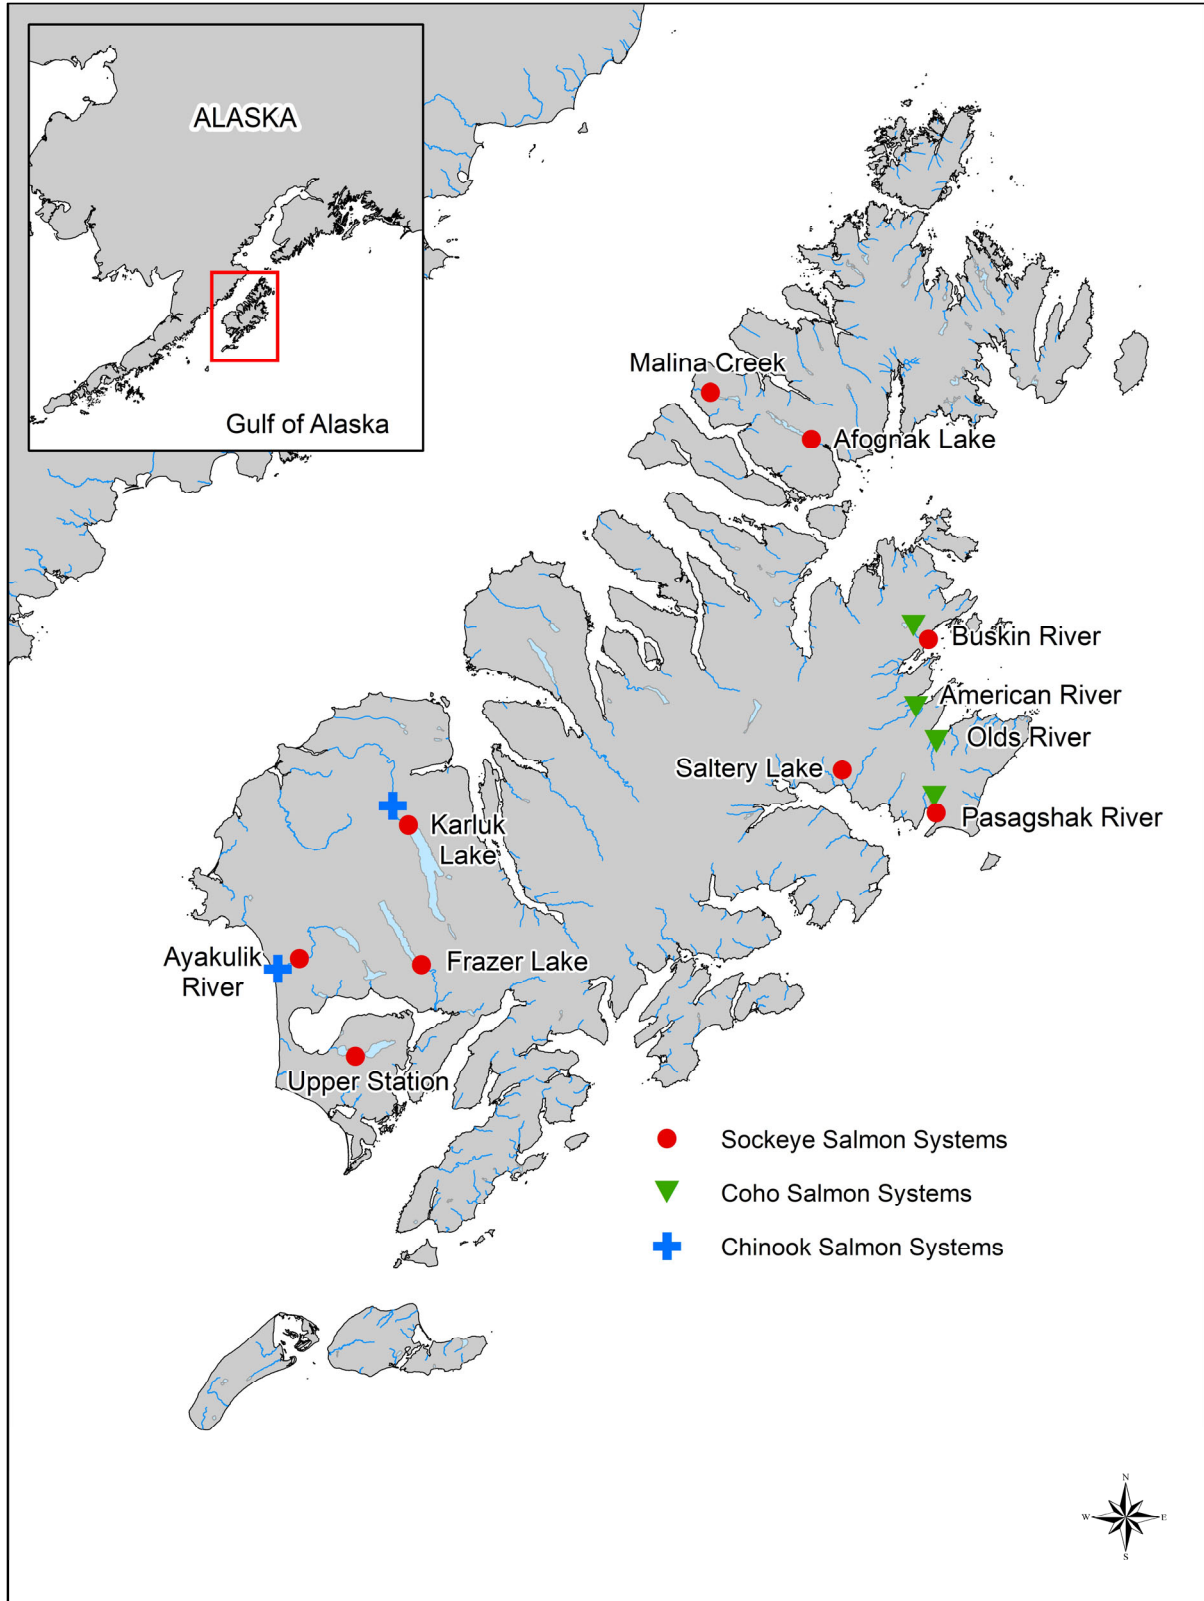 ALASKA
Gulf of Alaska
Malina Creek
Afognak Lake
Buskin River
American River
Olds River
Saltery Lake
Pasagshak River
Karluk
Lake
Ayakulik
River
Frazer Lake
Upper Station
Sockeye Salmon Systems
Coho Salmon Systems
Chinook Salmon Systems
N
W
E
S